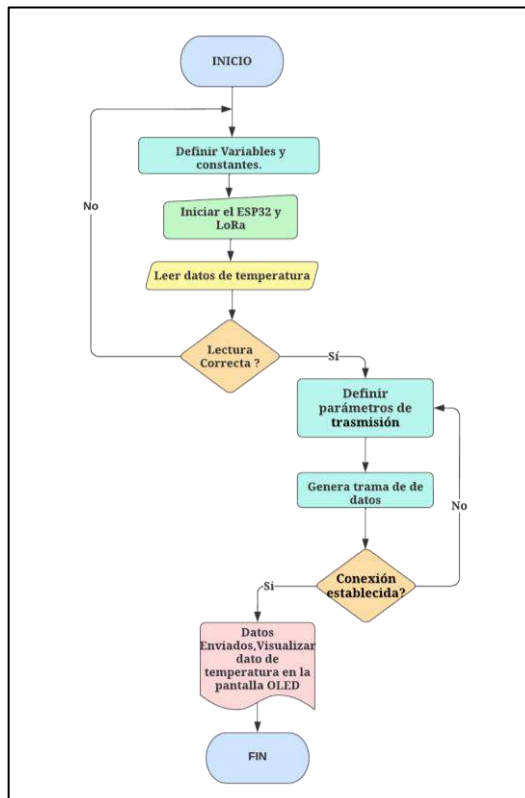 INICIO
Definir Variables y
constantes.
No
Iniciar el ESP32 y
LoRa
Leer datos de temperatura
Lectura
Correcta ?
Sí
Definir
parámetros de
trasmisión
Genera trama de de
datos
No
Conexión
establecida?
Si
Datos
Enviados,Visualizar
dato de
temperatura en la
pantalla OLED
FIN